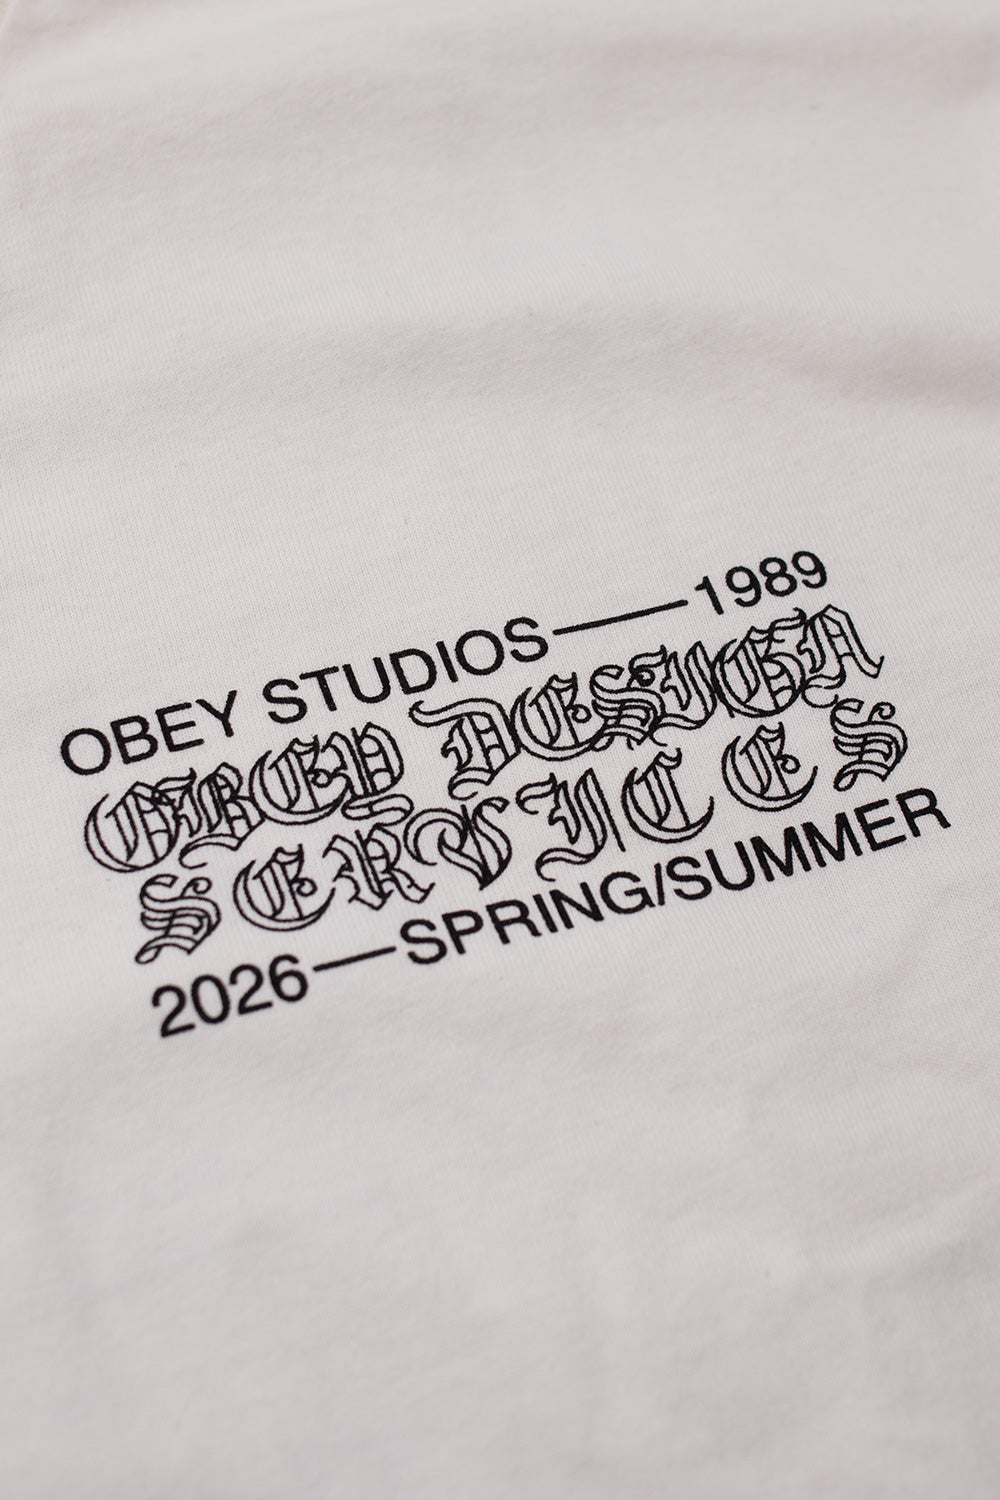 OBEY STUDIOS——1989
OBEY DESIGN
SERVICES
2026—SPRING/SUMMER